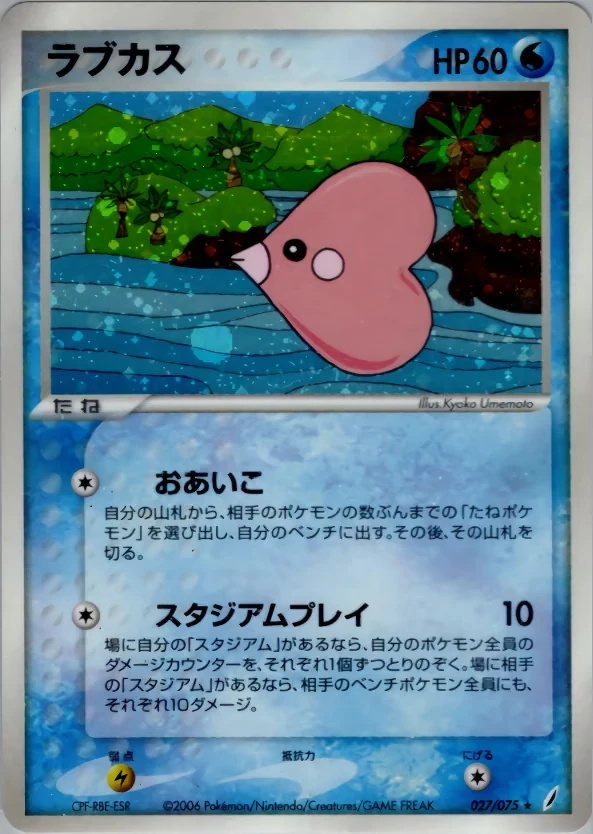 ラブカス HP60
たね Illus. Kyoko Umemoto
おあいこ
自分の山札から、相手のポケモンの数ぶんまでの「たねポケ
モン」を選び出し、自分のベンチに出す。その後、その山札を
切る。
スタジアムプレイ 10
場に自分の「スタジアム」があるなら、自分のポケモン全員の
ダメージカウンターを、それぞれ1個ずつとりのぞく。場に相手
の「スタジアム」があるなら、相手のベンチポケモン全員にも、
それぞれ10ダメージ。
弱点 抵抗力 にげる
CPF-RBE-ESR ©2006 Pokémon/Nintendo/Creatures/GAME FREAK 027/075 ★